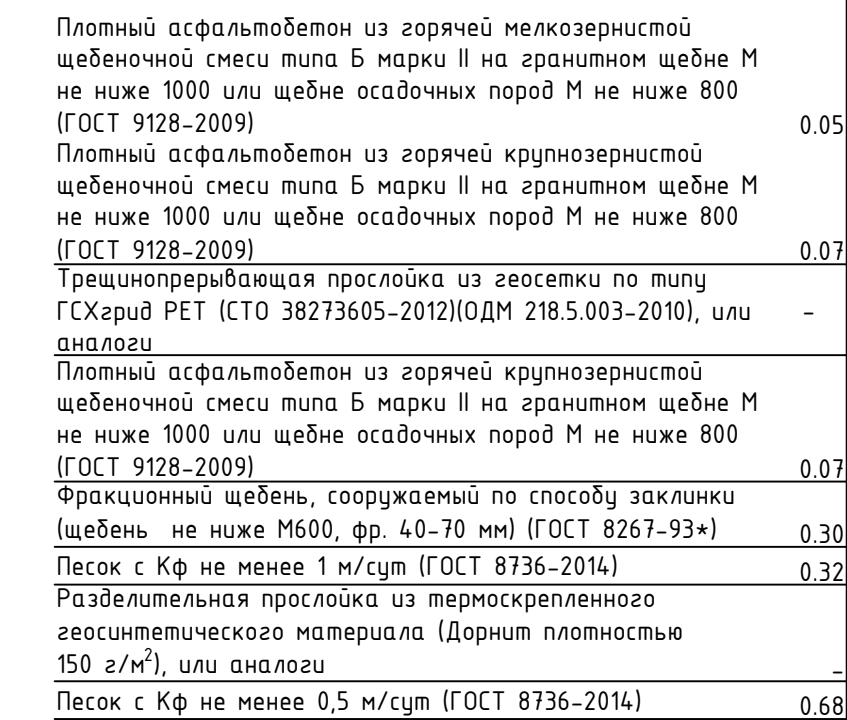 Плотный асфальтобетон из горячей мелкозернистой
щебеночной смеси типа Б марки II на гранитном щебне М
не ниже 1000 или щебне осадочных пород М не ниже 800
(ГОСТ 9128-2009) 0.05
Плотный асфальтобетон из горячей крупнозернистой
щебеночной смеси типа Б марки II на гранитном щебне М
не ниже 1000 или щебне осадочных пород М не ниже 800
(ГОСТ 9128-2009) 0.07
Трещинопрерывающая прослойка из геосетки по типу
ГСХгрид PET (СТО 38273605-2012)(ОДМ 218.5.003-2010), или -
аналоги
Плотный асфальтобетон из горячей крупнозернистой
щебеночной смеси типа Б марки II на гранитном щебне М
не ниже 1000 или щебне осадочных пород М не ниже 800
(ГОСТ 9128-2009) 0.07
Фракционный щебень, сооружаемый по способу заклинки
(щебень не ниже М600, фр. 40-70 мм) (ГОСТ 8267-93*) 0.30
Песок с Кф не менее 1 м/сут (ГОСТ 8736-2014) 0.32
Разделительная прослойка из термоскрепленного
геосинтетического материала (Дорнит плотностью
150 г/м²), или аналоги -
Песок с Кф не менее 0,5 м/сут (ГОСТ 8736-2014) 0.68